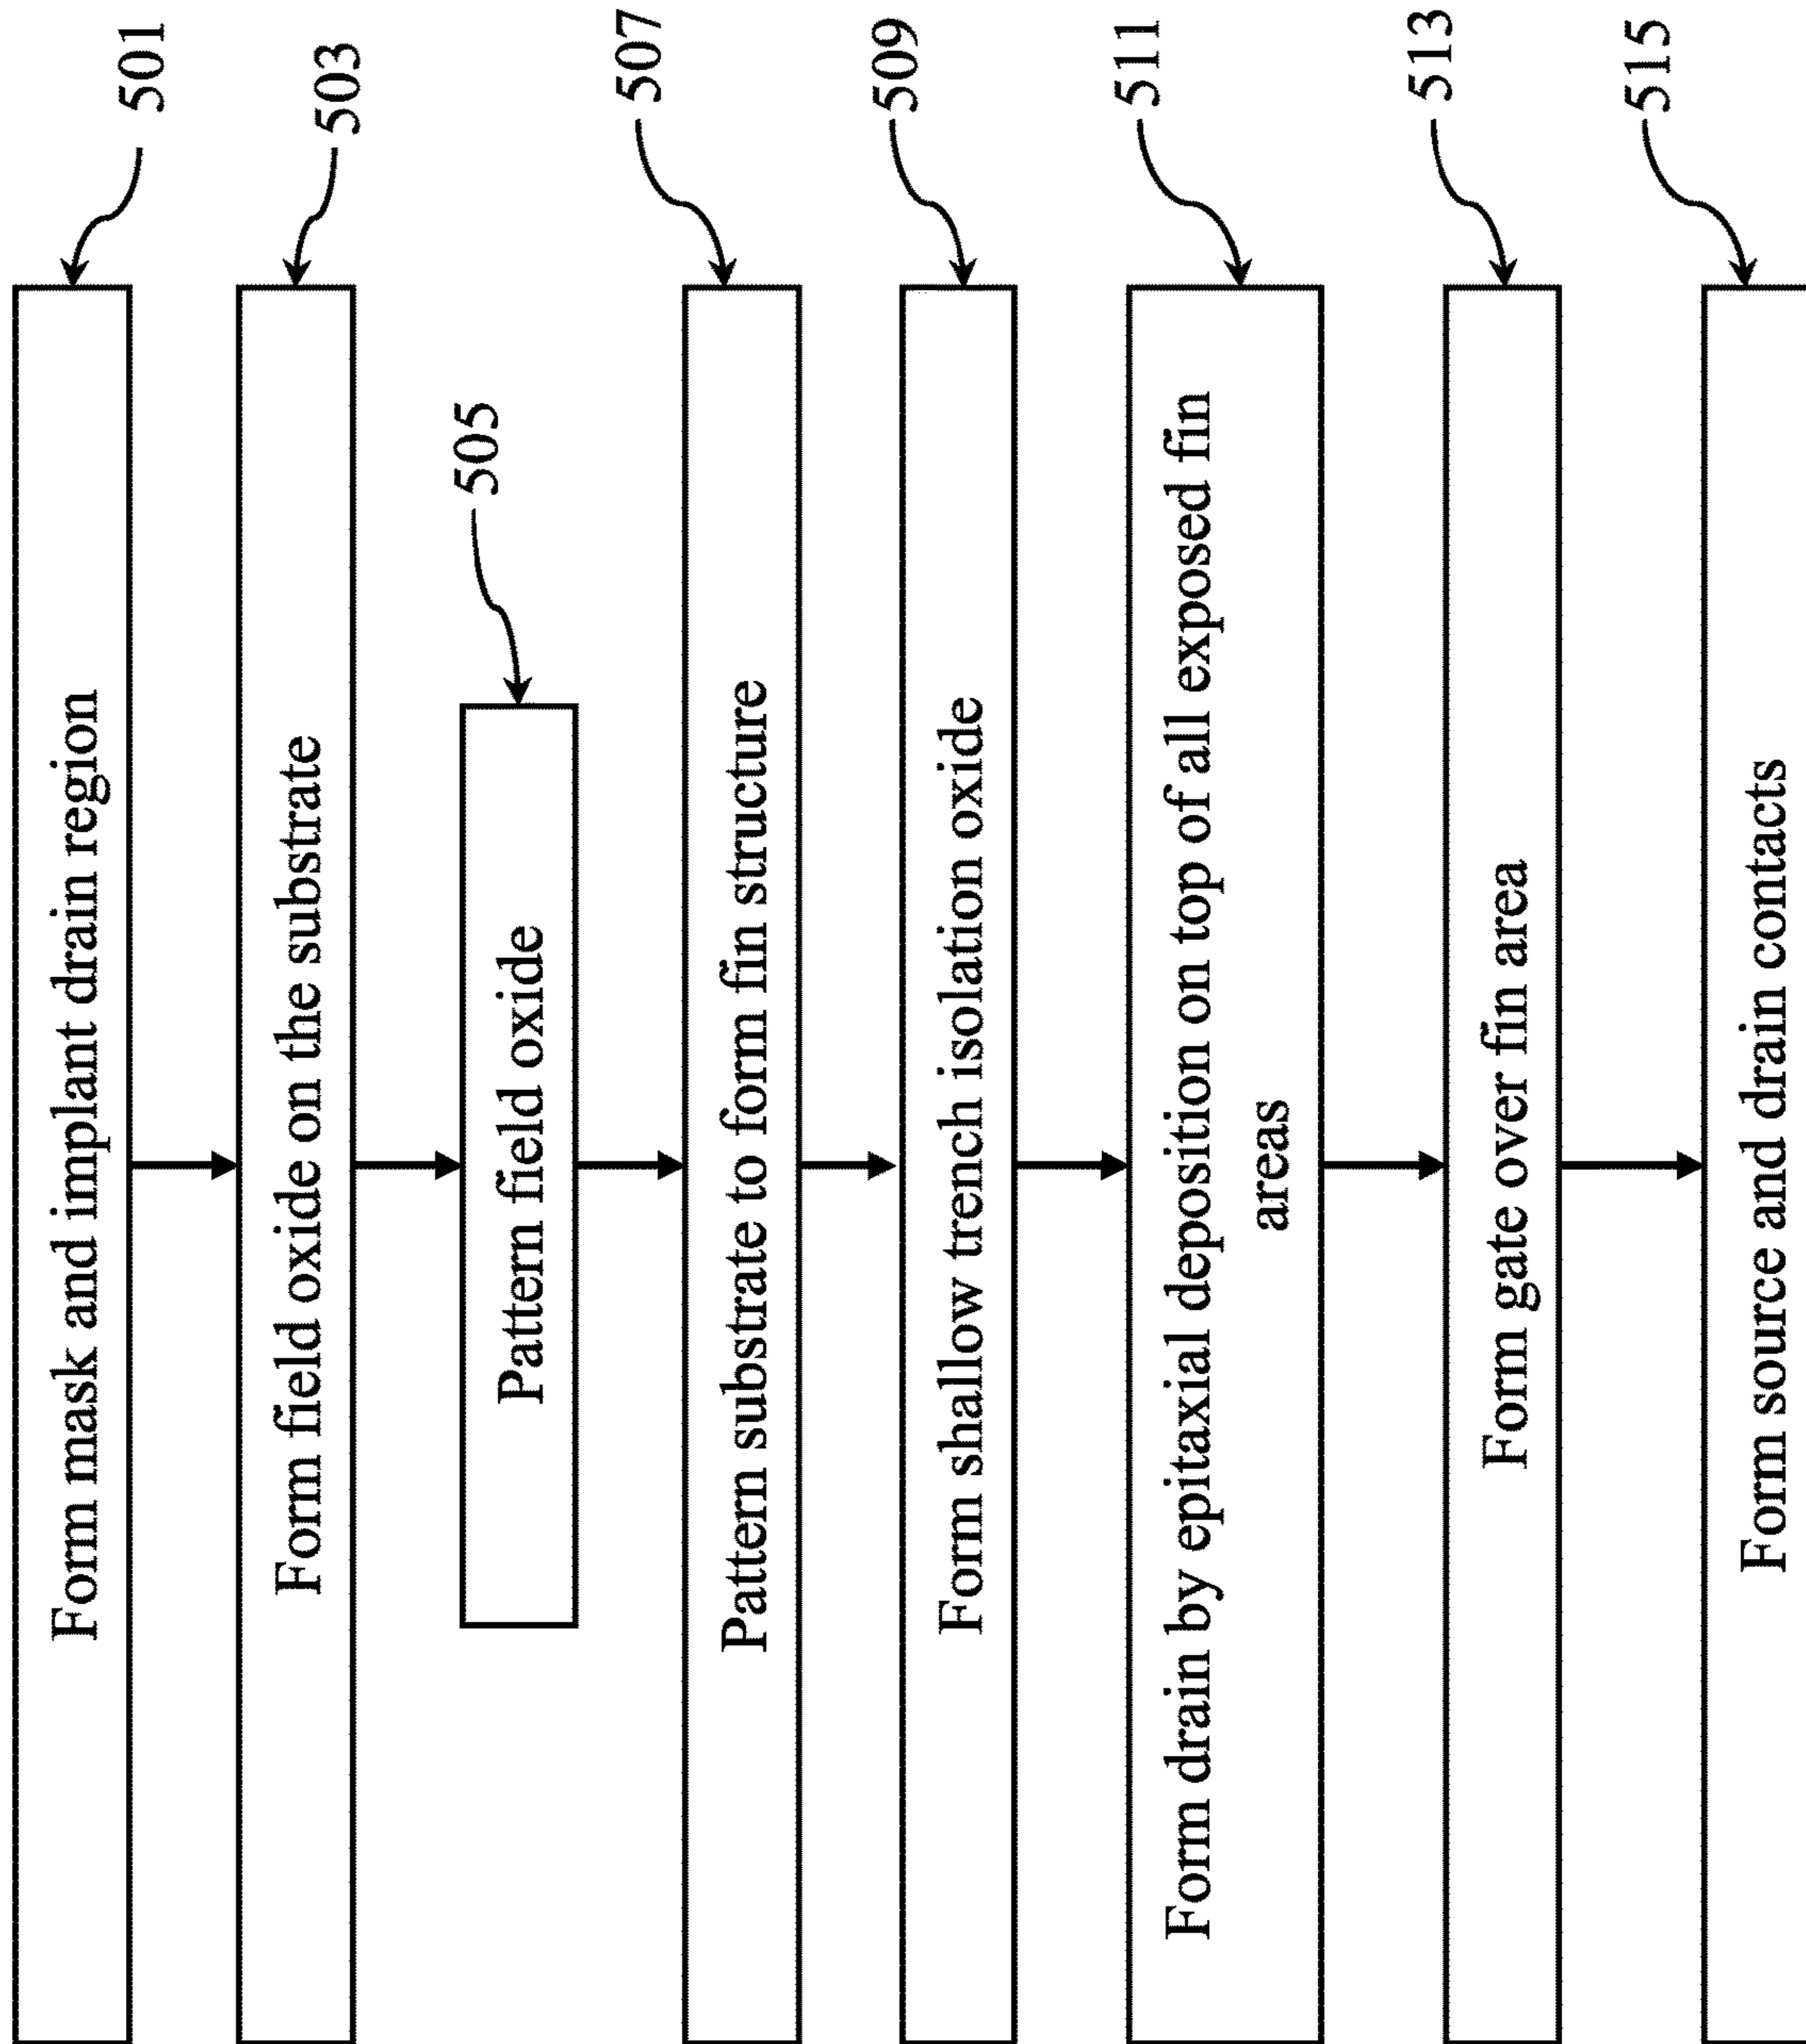 Form mask and implant drain region
501
Form field oxide on the substrate
503
Pattern field oxide
505
Pattern substrate to form fin structure
507
Form shallow trench isolation oxide
509
Form drain by epitaxial deposition on top of all exposed fin
areas
511
Form gate over fin area
513
Form source and drain contacts
515